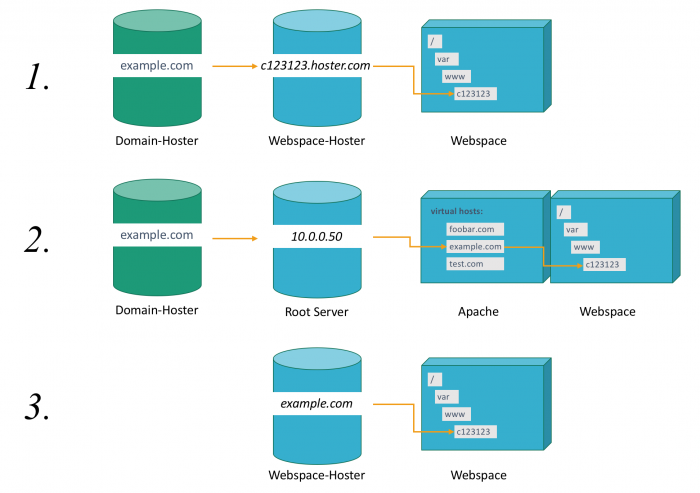 1.
example.com
c123123.hoster.com
/
var
www
c123123
Domain-Hoster
Webspace-Hoster
Webspace
2.
example.com
10.0.0.50
virtual hosts:
foobar.com
example.com
test.com
/
var
www
c123123
Domain-Hoster
Root Server
Apache
Webspace
3.
example.com
/
var
www
c123123
Webspace-Hoster
Webspace